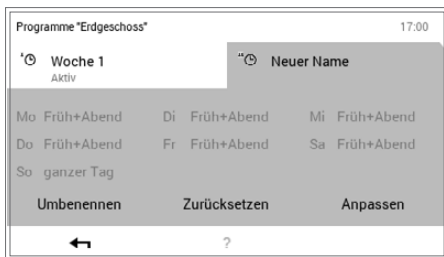 Programme "Erdgeschoss" 17:00
Woche 1
Aktiv
Neuer Name
Mo Früh+Abend Di Früh+Abend Mi Früh+Abend
Do Früh+Abend Fr Früh+Abend Sa Früh+Abend
So ganzer Tag
Umbenennen Zurücksetzen Anpassen
?